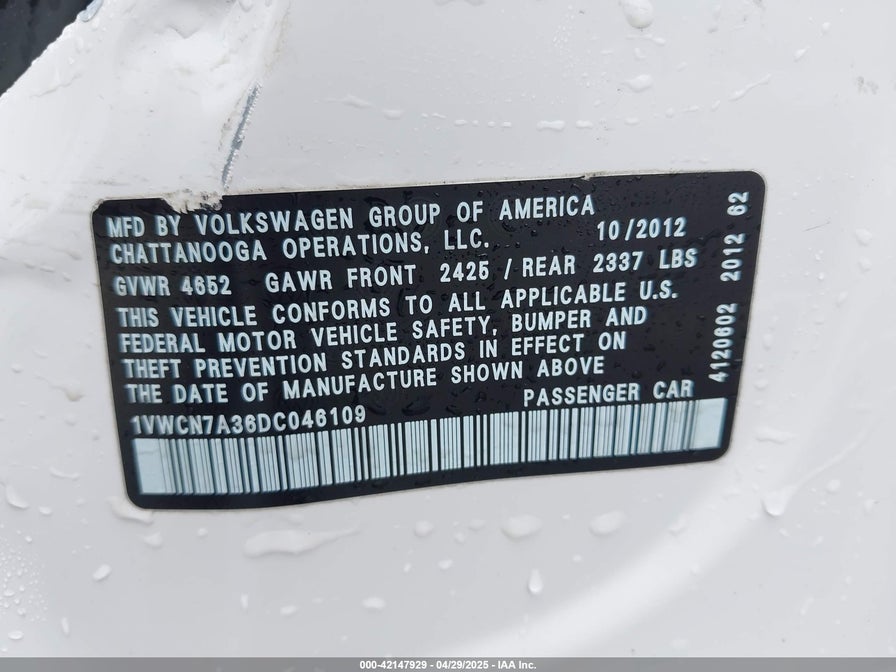 MFD BY VOLKSWAGEN GROUP OF AMERICA
CHATTANOOGA OPERATIONS, LLC. 10/2012
GVWR 4652 GAWR FRONT 2425 / REAR 2337 LBS
THIS VEHICLE CONFORMS TO ALL APPLICABLE U.S.
FEDERAL MOTOR VEHICLE SAFETY, BUMPER AND
THEFT PREVENTION STANDARDS IN EFFECT ON
THE DATE OF MANUFACTURE SHOWN ABOVE
1VWCN7A36DC046109 PASSENGER CAR
4120602 2012 62
000-42147929 - 04/29/2025 - IAA Inc.